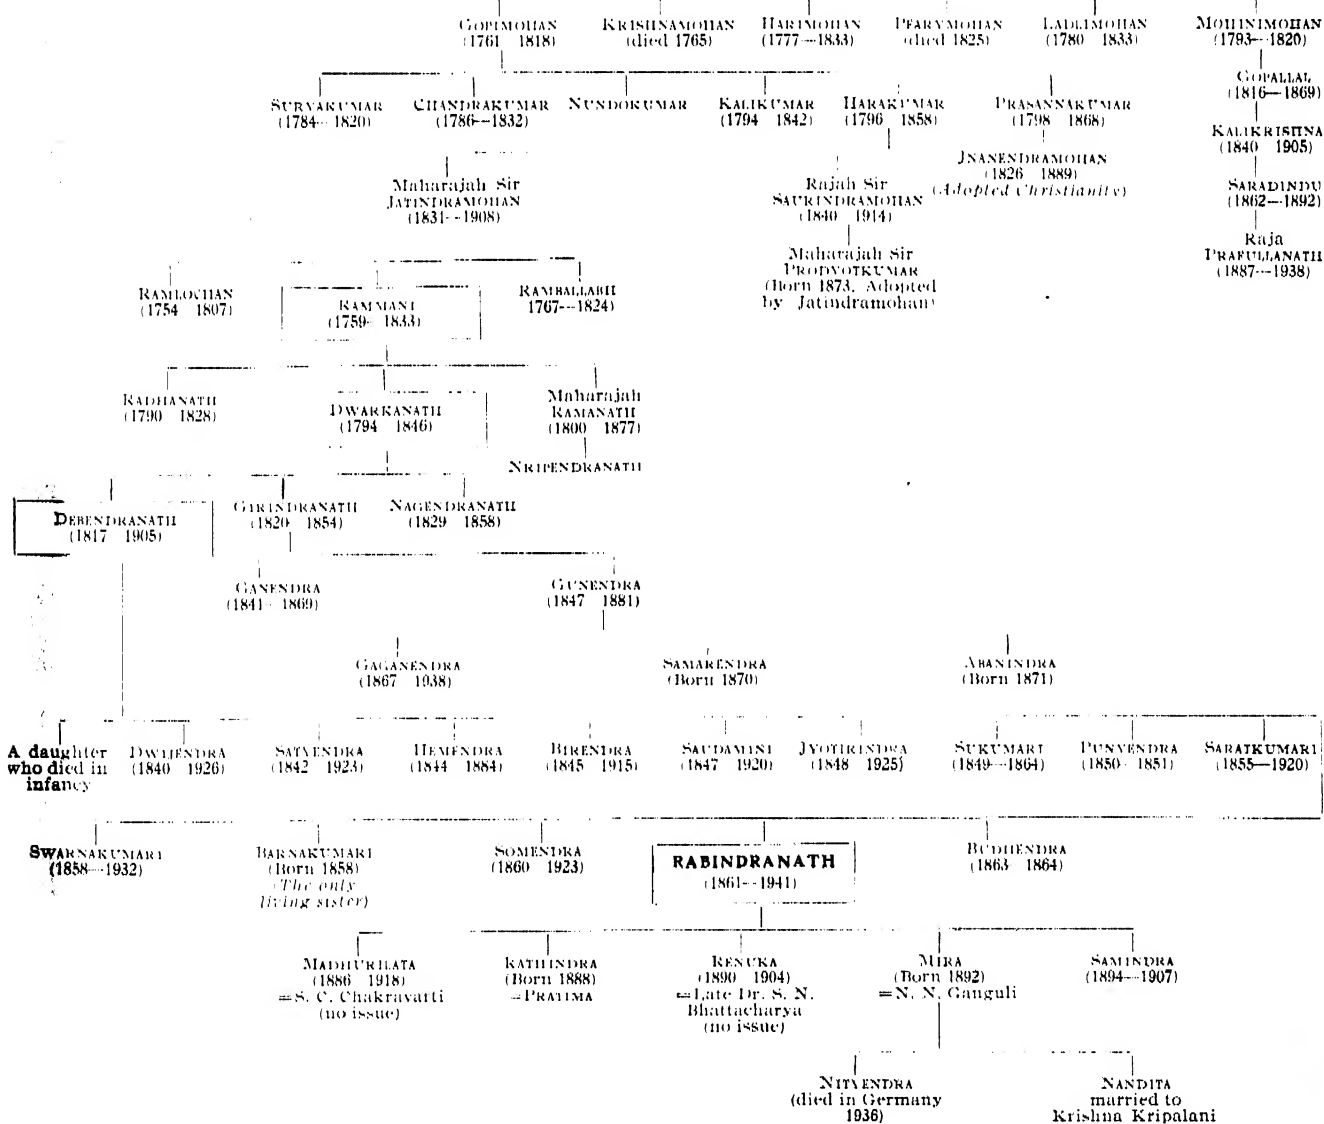 GOPIMOHAN KRISHNAMOHAN HARIMOHAN PEARYMOHAN LADLIMOHAN MOHINIMOHAN
(1761 1818) (died 1765) (1777—1833) (died 1825) (1780 1833) (1793—1820)
GOPALLAL
(1816—1869)
SURYAKUMAR CHANDRAKUMAR NUNDOKUMAR KALIKUMAR HARAKUMAR PRASANNAKUMAR
(1784 1820) (1786—1832) (1794 1842) (1796 1858) (1798 1868)
KALIKRISHNA
(1840 1905)
JNANENDRAMOHAN
(1826 1889)
(Adopted Christianity)
Maharajah Sir
JATINDRAMOHAN
(1831—1908)
Rajah Sir
SAURINDRAMOHAN
(1840 1914)
SARADINDU
(1862—1892)
Raja
PRAFULLANATH
(1887—1938)
Maharajah Sir
PRODYOTKUMAR
(Born 1873. Adopted
by Jatindramohan)
RAMLOCHAN RAMMANI RAMBALLABH
(1754 1807) (1759 1833) 1767—1824)
RADHANATH DWARKANATH Maharajah
RAMANATH
(1790 1828) (1794 1846) (1800 1877)
NRIPENDRANATH
DEBENDRANATH GIRINDRANATH NAGENDRANATH
(1817 1905) (1820 1854) (1829 1858)
GANENDRA GUNENDRA
(1841 1869) (1847 1881)
GAGANENDRA SAMARENDRA ABANINDRA
(1867 1938) (Born 1870) (Born 1871)
A daughter
who died in
infancy
DWIJENDRA SATYENDRA HEMENDRA BIRENDRA SAUDAMINI JYOTIRINDRA SUKUMARI PUNYENDRA SARATKUMARI
(1840 1926) (1842 1923) (1844 1884) (1845 1915) (1847 1920) (1848 1925) (1849—1864) (1850 1851) (1855—1920)
SWARNAKUMARI BARNAKUMARI SOMENDRA RABINDRANATH BUDHENDRA
(1858—1932) (Born 1858) (1860 1923) (1861—1941) (1863 1864)
(The only
living sister)
MADHURILATA RATHINDRA RENUKA MIRA SAMINDRA
(1886 1918) (Born 1888) (1890 1904) (Born 1892) (1894—1907)
=S. C. Chakravarti =PRATIMA =Late Dr. S. N. =N. N. Ganguli
(no issue) Bhattacharya
(no issue)
NITYENDRA NANDITA
(died in Germany married to
1936) Krishna Kripalani